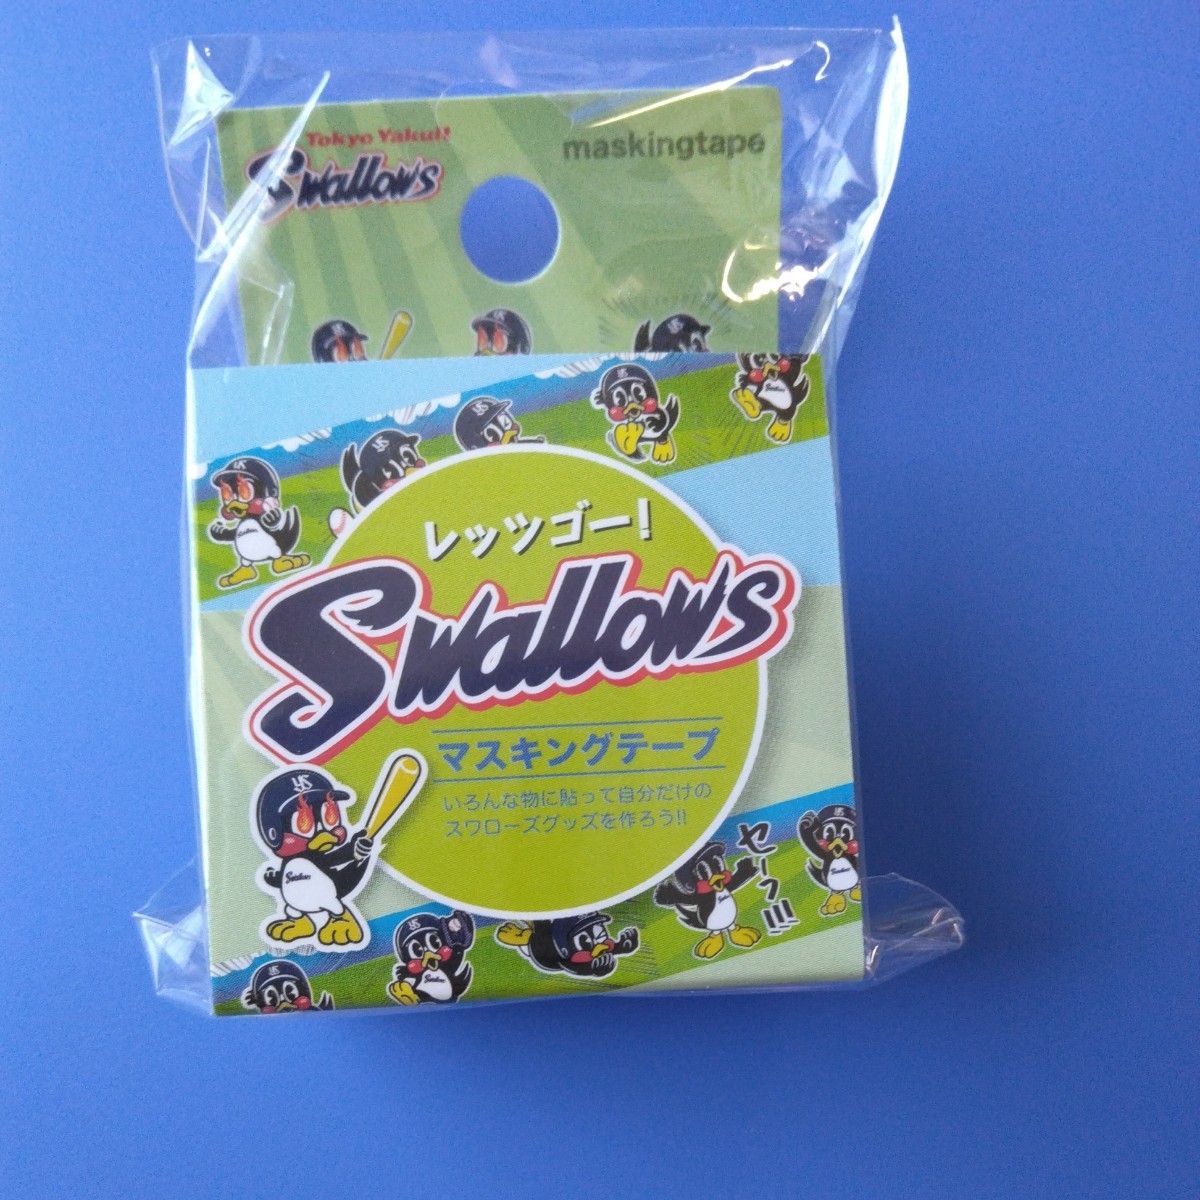 Tokyo Yakult
Swallows
maskingtape
レッツゴー!
Swallows
マスキングテープ
いろんな物に貼って自分だけの
スワローズグッズを作ろう!!
セーフ!!!